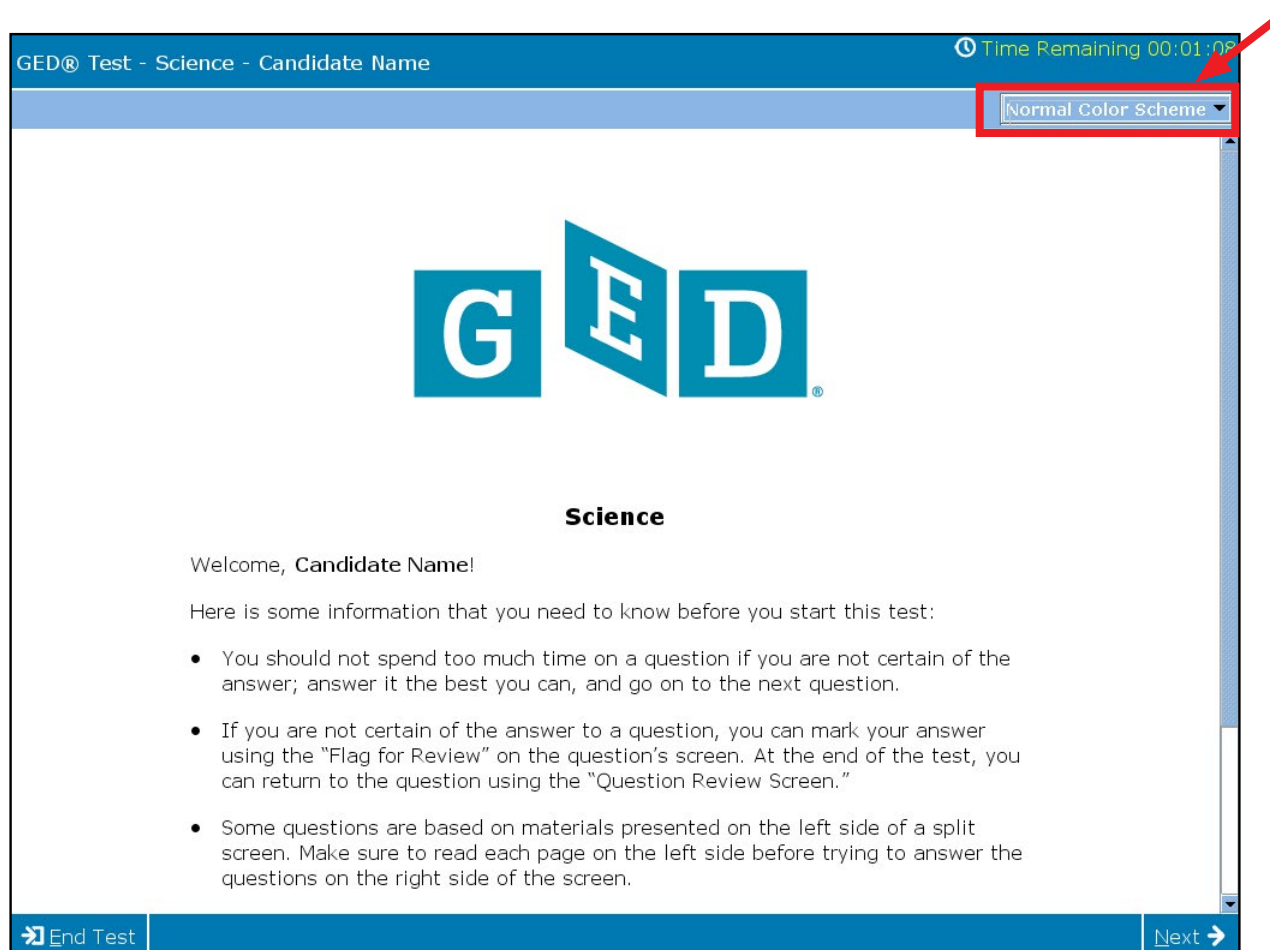 GED® Test - Science - Candidate Name
Time Remaining 00:01:08
Normal Color Scheme
GED®
Science
Welcome, Candidate Name!
Here is some information that you need to know before you start this test:
• You should not spend too much time on a question if you are not certain of the
answer; answer it the best you can, and go on to the next question.
• If you are not certain of the answer to a question, you can mark your answer
using the “Flag for Review” on the question’s screen. At the end of the test, you
can return to the question using the “Question Review Screen.”
• Some questions are based on materials presented on the left side of a split
screen. Make sure to read each page on the left side before trying to answer the
questions on the right side of the screen.
End Test
Next